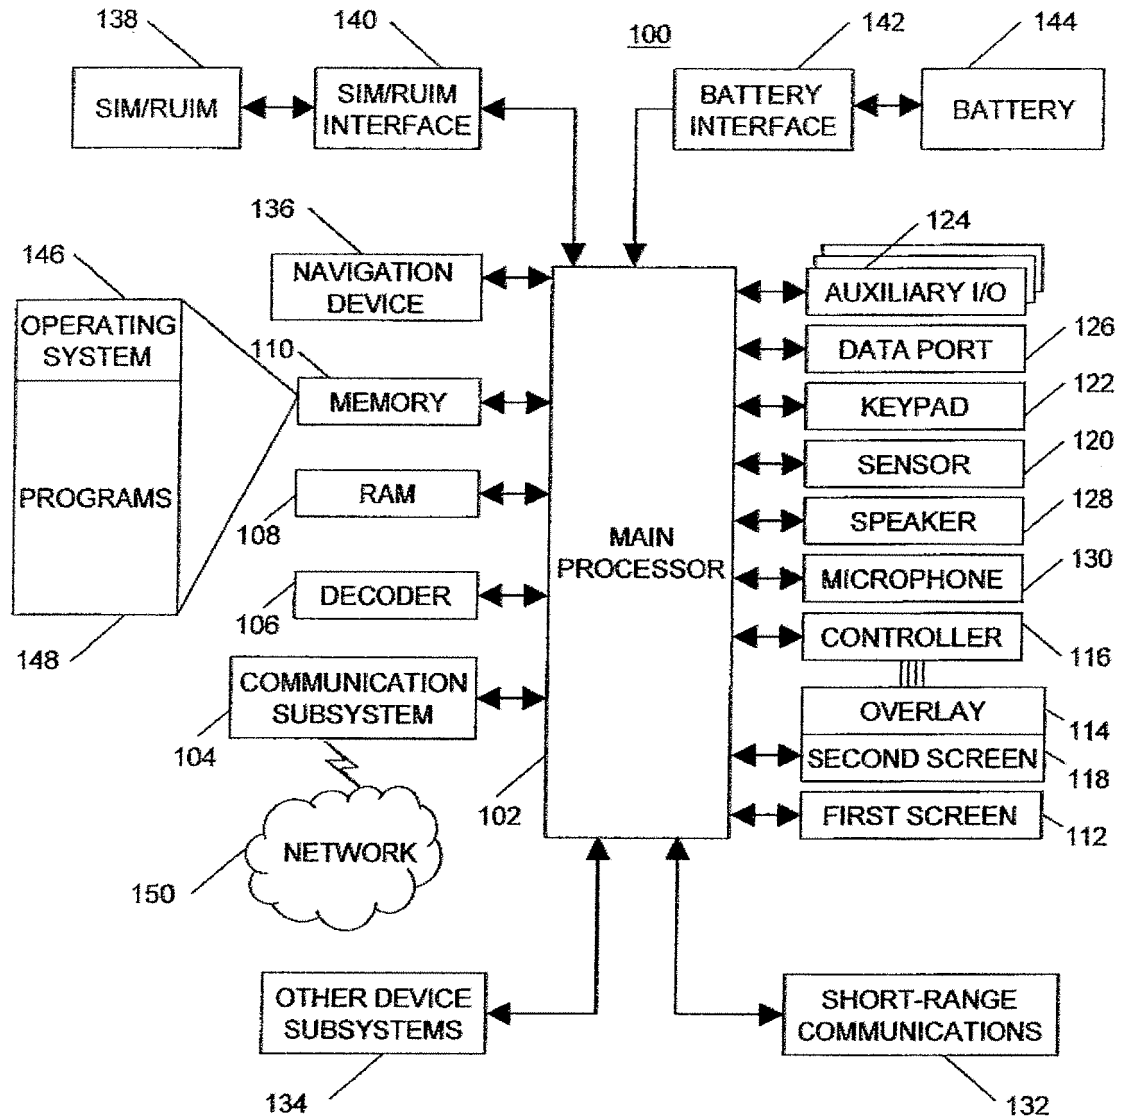 138
140
100
142
144
SIM/RUIM
SIM/RUIM
INTERFACE
BATTERY
INTERFACE
BATTERY
136
124
NAVIGATION
DEVICE
AUXILIARY I/O
146
OPERATING
SYSTEM
110
DATA PORT
126
MEMORY
KEYPAD
122
PROGRAMS
SENSOR
120
RAM
108
SPEAKER
128
MAIN
PROCESSOR
MICROPHONE
130
DECODER
106
CONTROLLER
116
148
COMMUNICATION
SUBSYSTEM
104
OVERLAY
114
SECOND SCREEN
118
102
FIRST SCREEN
112
NETWORK
150
OTHER DEVICE
SUBSYSTEMS
134
SHORT-RANGE
COMMUNICATIONS
132